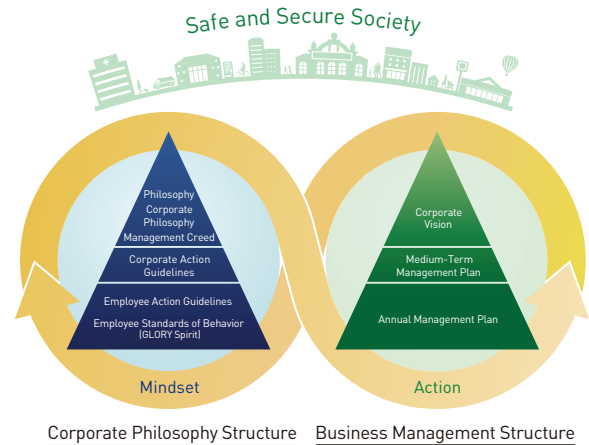 Safe and Secure Society
Philosophy
Corporate
Philosophy
Management Creed
Corporate Action
Guidelines
Employee Action Guidelines
Employee Standards of Behavior
(GLORY Spirit)
Mindset
Corporate Philosophy Structure
Corporate
Vision
Medium-Term
Management Plan
Annual Management Plan
Action
Business Management Structure